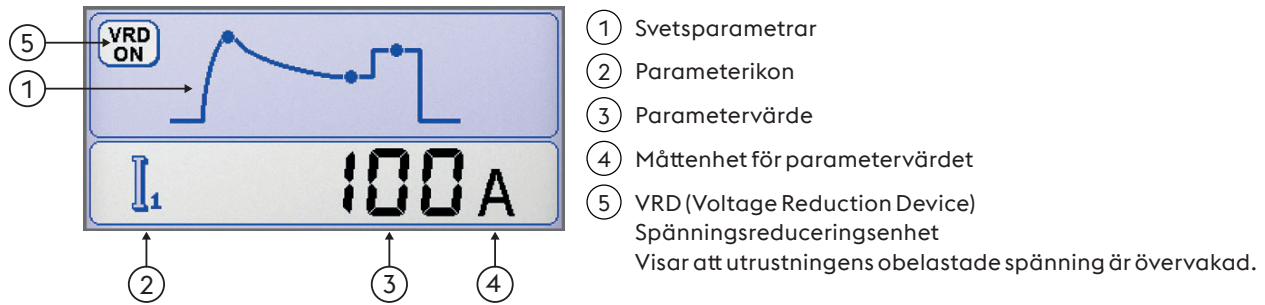 5
VRD
ON
1
I1
100 A
2
3
4
1 Svetsparametrar
2 Parameterikon
3 Parametervärde
4 Måttenhet för parametervärdet
5 VRD (Voltage Reduction Device)
Spänningsreduceringsenhet
Visar att utrustningens obelastade spänning är övervakad.